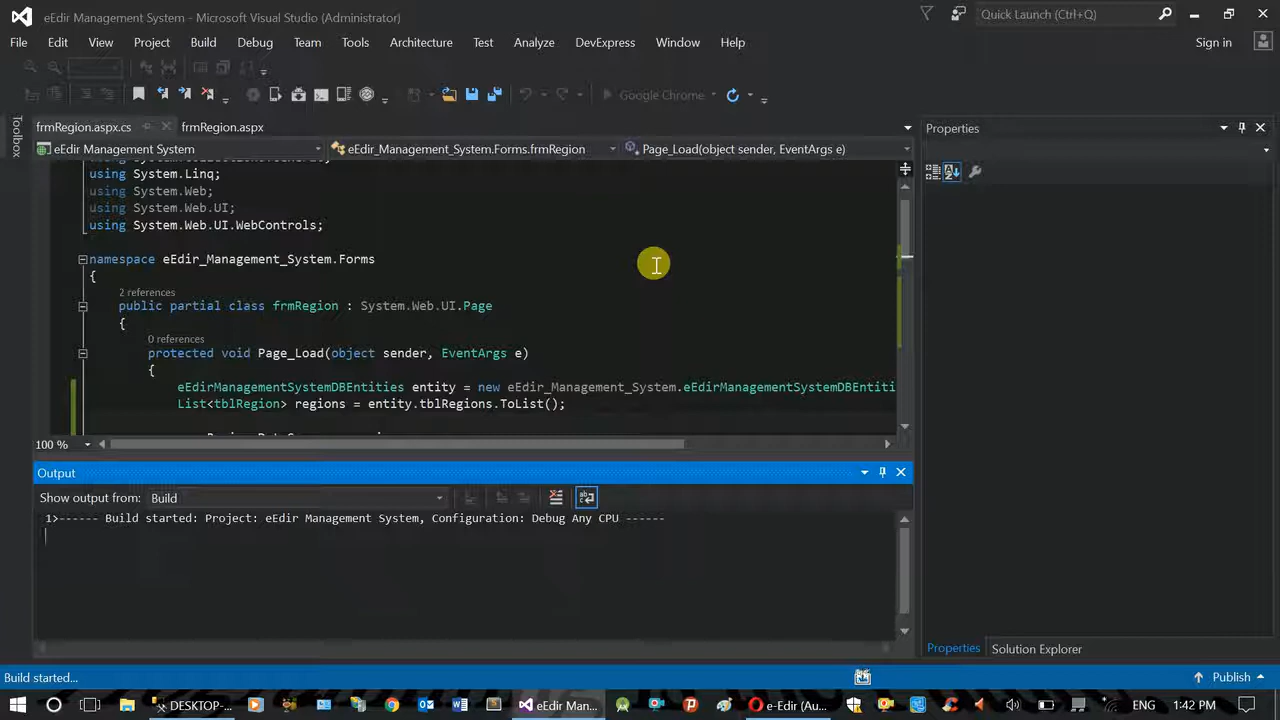 eEdir Management System - Microsoft Visual Studio (Administrator)
Quick Launch (Ctrl+Q)
File Edit View Project Build Debug Team Tools Architecture Test Analyze DevExpress Window Help
Sign in
Google Chrome
Toolbox
frmRegion.aspx.cs
frmRegion.aspx
Properties
eEdir Management System
eEdir_Management_System.Forms.frmRegion
Page_Load(object sender, EventArgs e)
using System.Linq;
using System.Web;
using System.Web.UI;
using System.Web.UI.WebControls;
namespace eEdir_Management_System.Forms
{
2 references
public partial class frmRegion : System.Web.UI.Page
{
0 references
protected void Page_Load(object sender, EventArgs e)
{
eEdirManagementSystemDBEntities entity = new eEdir_Management_System.eEdirManagementSystemDBEntiti
List<tblRegion> regions = entity.tblRegions.ToList();
100 %
Output
Show output from: Build
1>------ Build started: Project: eEdir Management System, Configuration: Debug Any CPU ------
Properties
Solution Explorer
Build started...
Publish
DESKTOP-...
eEdir Man...
e-Edir (Au...
1:42 PM